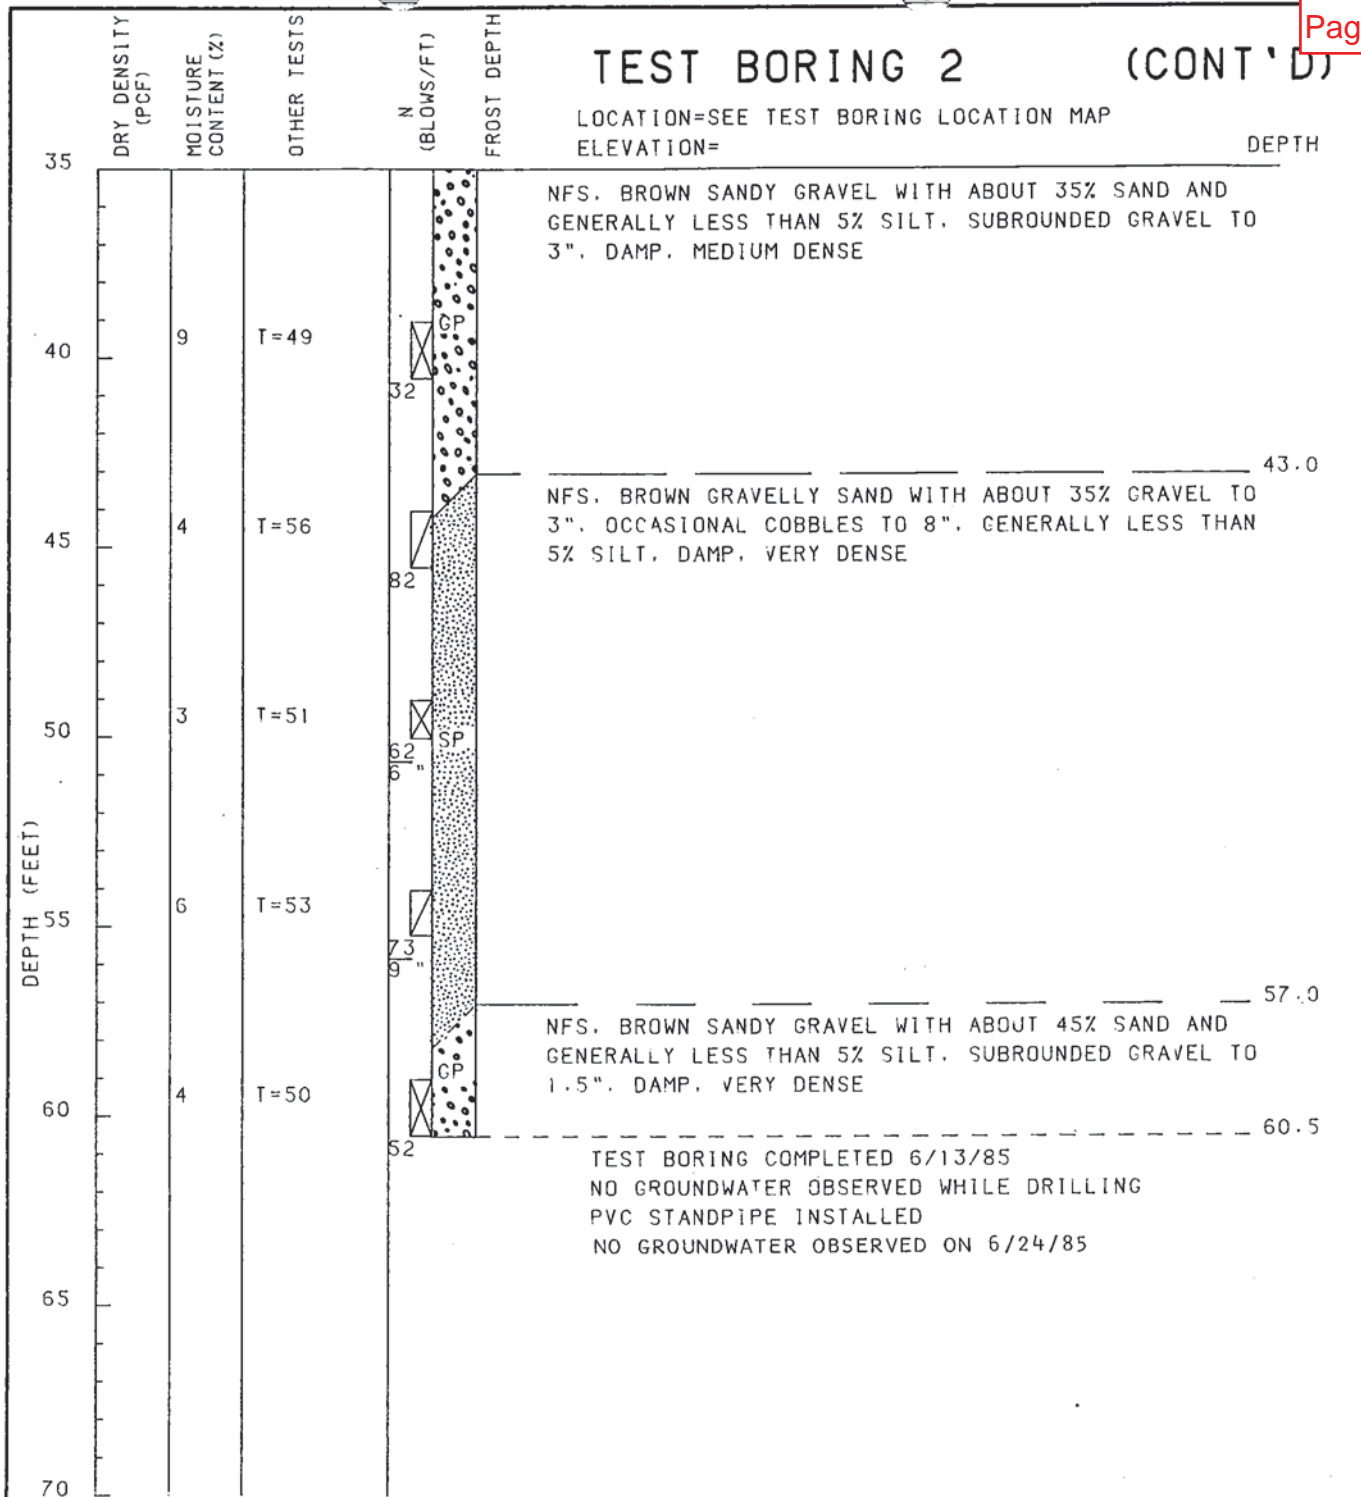 Pag
TEST BORING 2 (CONT'D)
LOCATION=SEE TEST BORING LOCATION MAP
ELEVATION=
DEPTH
DRY DENSITY
(PCF)
MOISTURE
CONTENT (%)
OTHER TESTS
N
(BLOWS/FT)
FROST DEPTH
DEPTH (FEET)
35
NFS. BROWN SANDY GRAVEL WITH ABOUT 35% SAND AND
GENERALLY LESS THAN 5% SILT. SUBROUNDED GRAVEL TO
3". DAMP. MEDIUM DENSE
GP
9 T=49
40
32
43.0
NFS. BROWN GRAVELLY SAND WITH ABOUT 35% GRAVEL TO
3". OCCASIONAL COBBLES TO 8". GENERALLY LESS THAN
5% SILT. DAMP. VERY DENSE
4 T=56
45
82
3 T=51
50
SP
62
6 "
6 T=53
55
73
9 "
57.0
NFS. BROWN SANDY GRAVEL WITH ABOUT 45% SAND AND
GENERALLY LESS THAN 5% SILT. SUBROUNDED GRAVEL TO
1.5". DAMP. VERY DENSE
GP
4 T=50
60
60.5
52
TEST BORING COMPLETED 6/13/85
NO GROUNDWATER OBSERVED WHILE DRILLING
PVC STANDPIPE INSTALLED
NO GROUNDWATER OBSERVED ON 6/24/85
65
70